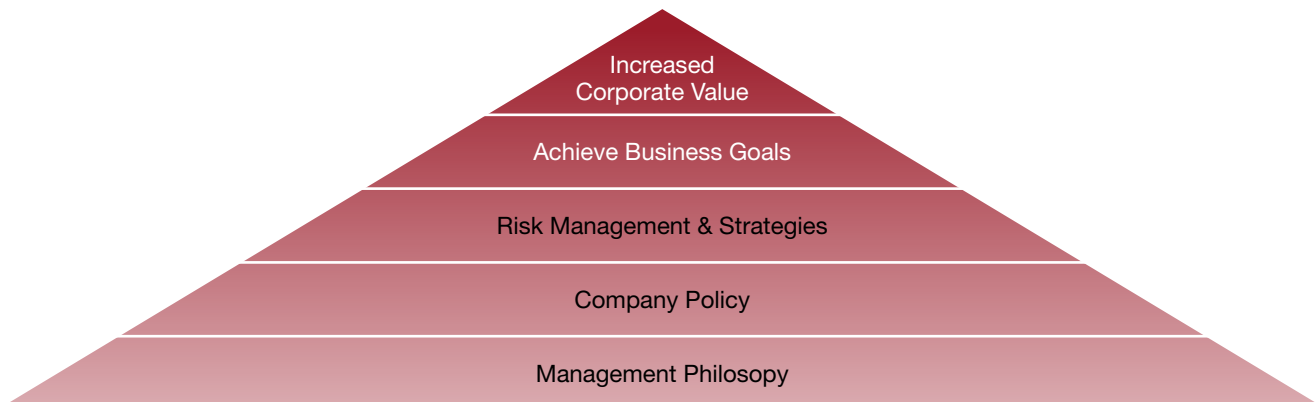 Increased
Corporate Value
Achieve Business Goals
Risk Management & Strategies
Company Policy
Management Philosopy